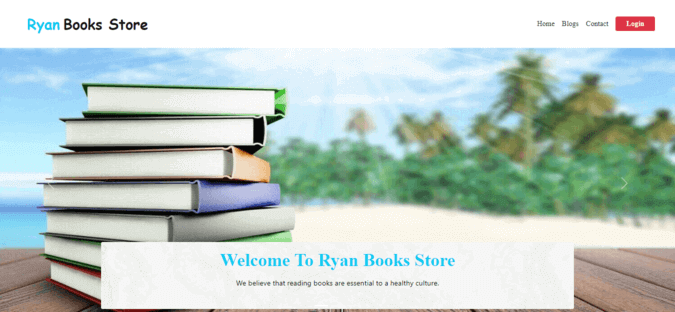 Ryan Books Store
Home Blogs Contact Login
Welcome To Ryan Books Store
We believe that reading books are essential to a healthy culture.